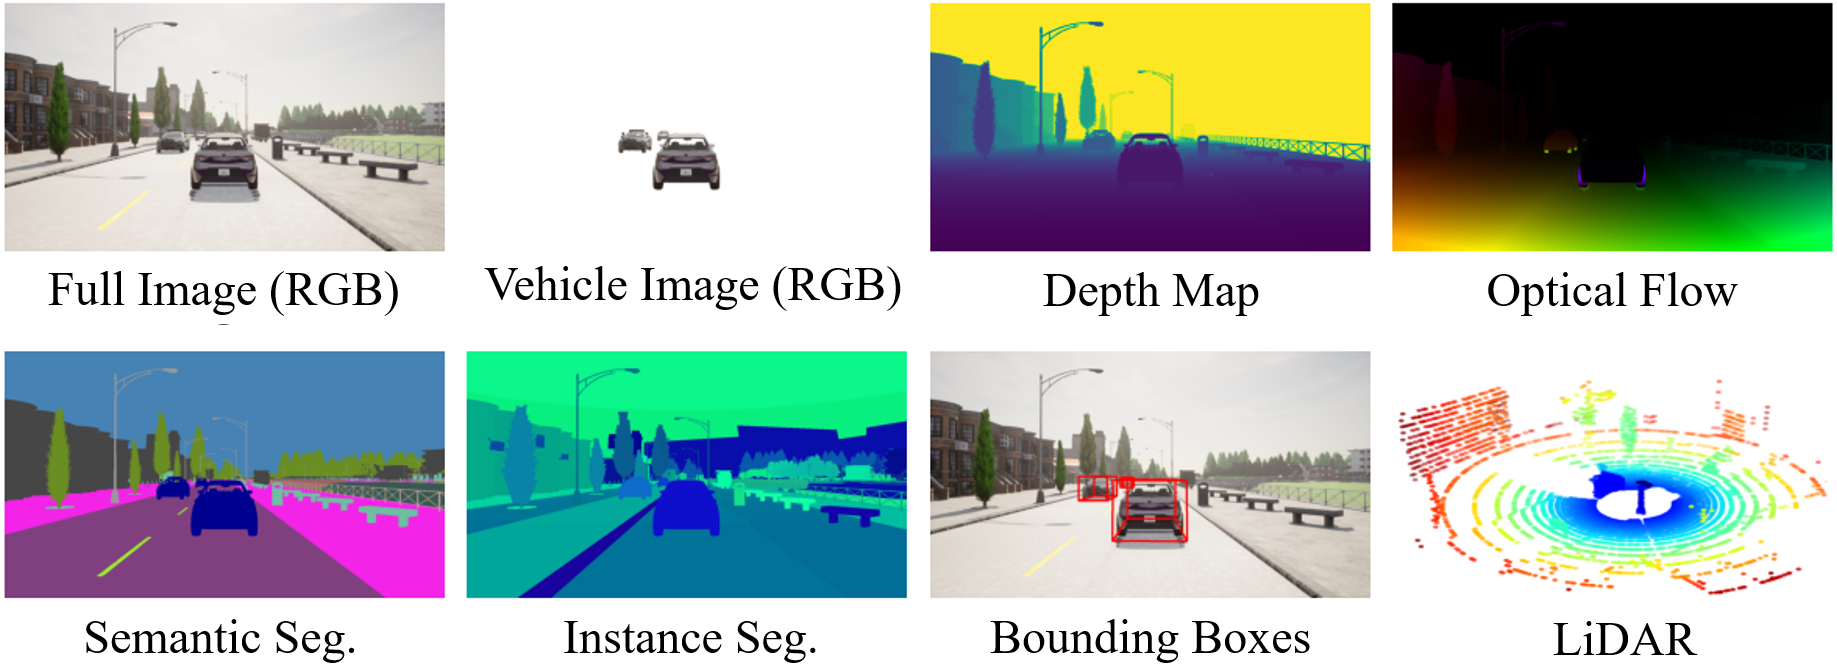 Full Image (RGB)
Vehicle Image (RGB)
Depth Map
Optical Flow
Semantic Seg.
Instance Seg.
Bounding Boxes
LiDAR